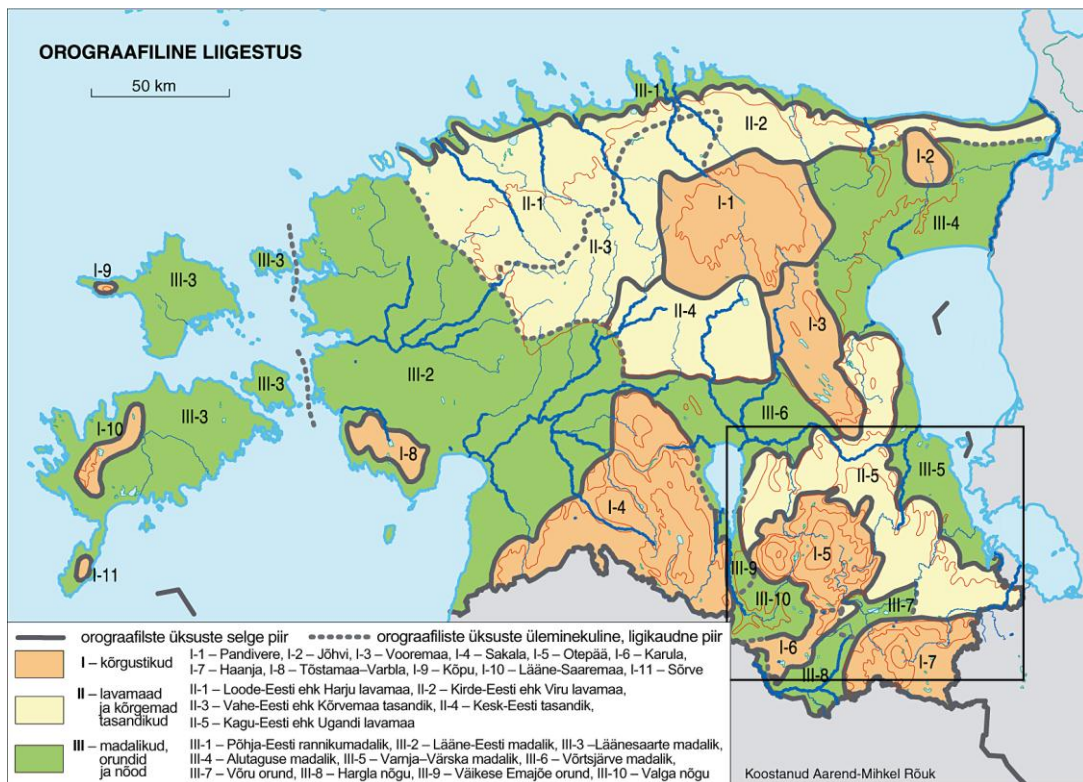 OROGRAAFILINE LIIGESTUS
50 km
III-1
II-2
I-2
I-1
II-1
III-4
II-3
III-3
I-9
III-3
II-4
I-3
III-2
III-3
III-3
I-10
III-6
I-8
II-5
III-5
I-4
I-5
III-9
I-11
III-10
III-7
I-6
I-7
III-8
orograafilste üksuste selge piir
orograafiliste üksuste üleminekuline, ligikaudne piir
I – kõrgustikud
I-1 – Pandivere, I-2 – Jõhvi, I-3 – Vooremaa, I-4 – Sakala, I-5 – Otepää, I-6 – Karula,
I-7 – Haanja, I-8 – Tõstamaa–Varbla, I-9 – Kõpu, I-10 – Lääne-Saaremaa, I-11 – Sõrve
II – lavamaad
ja kõrgemad
tasandikud
II-1 – Loode-Eesti ehk Harju lavamaa, II-2 – Kirde-Eesti ehk Viru lavamaa,
II-3 – Vahe-Eesti ehk Kõrvemaa tasandik, II-4 – Kesk-Eesti tasandik,
II-5 – Kagu-Eesti ehk Ugandi lavamaa
III – madalikud,
orundid
ja nõod
III-1 – Põhja-Eesti rannikumadalik, III-2 – Lääne-Eesti madalik, III-3 –Läänesaarte madalik,
III-4 – Alutaguse madalik, III-5 – Varnja–Värska madalik, III-6 – Võrtsjärve madalik,
III-7 – Võru orund, III-8 – Hargla nõgu, III-9 – Väikese Emajõe orund, III-10 – Valga nõgu
Koostanud Aarend-Mihkel Rõuk